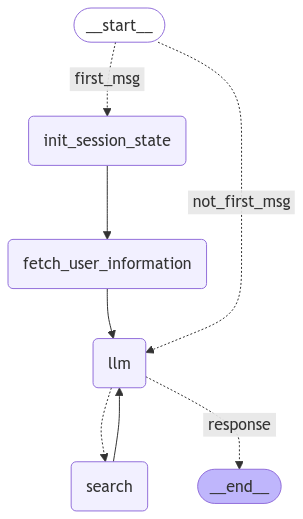 __start__
first_msg
init_session_state
not_first_msg
fetch_user_information
llm
response
search
__end__